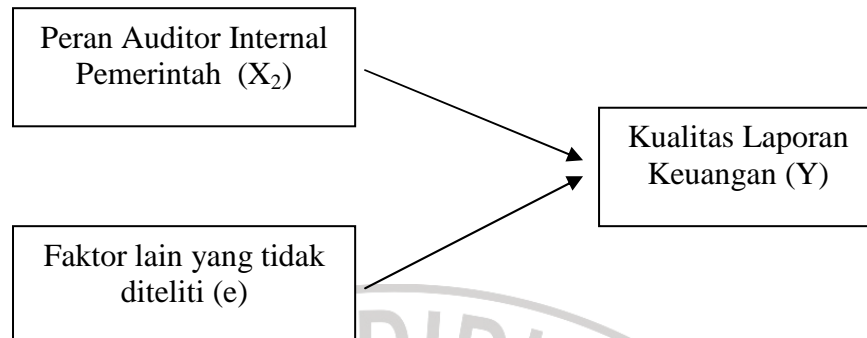 Peran Auditor Internal
Pemerintah (X₂)
Kualitas Laporan
Keuangan (Y)
Faktor lain yang tidak
diteliti (e)